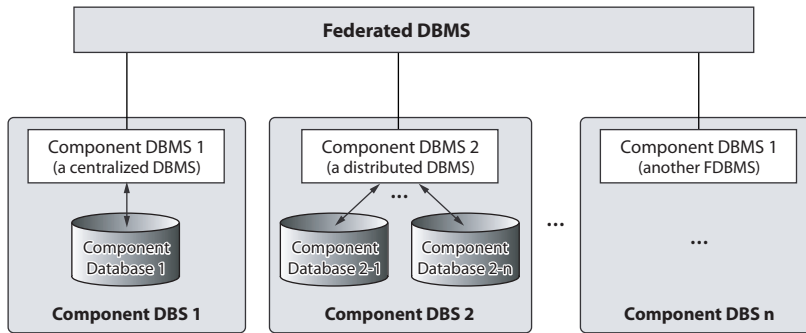 Federated DBMS
Component DBMS 1
(a centralized DBMS)
Component
Database 1
Component DBS 1
Component DBMS 2
(a distributed DBMS)
...
Component
Database 2-1
Component
Database 2-n
Component DBS 2
...
Component DBMS 1
(another FDBMS)
...
Component DBS n